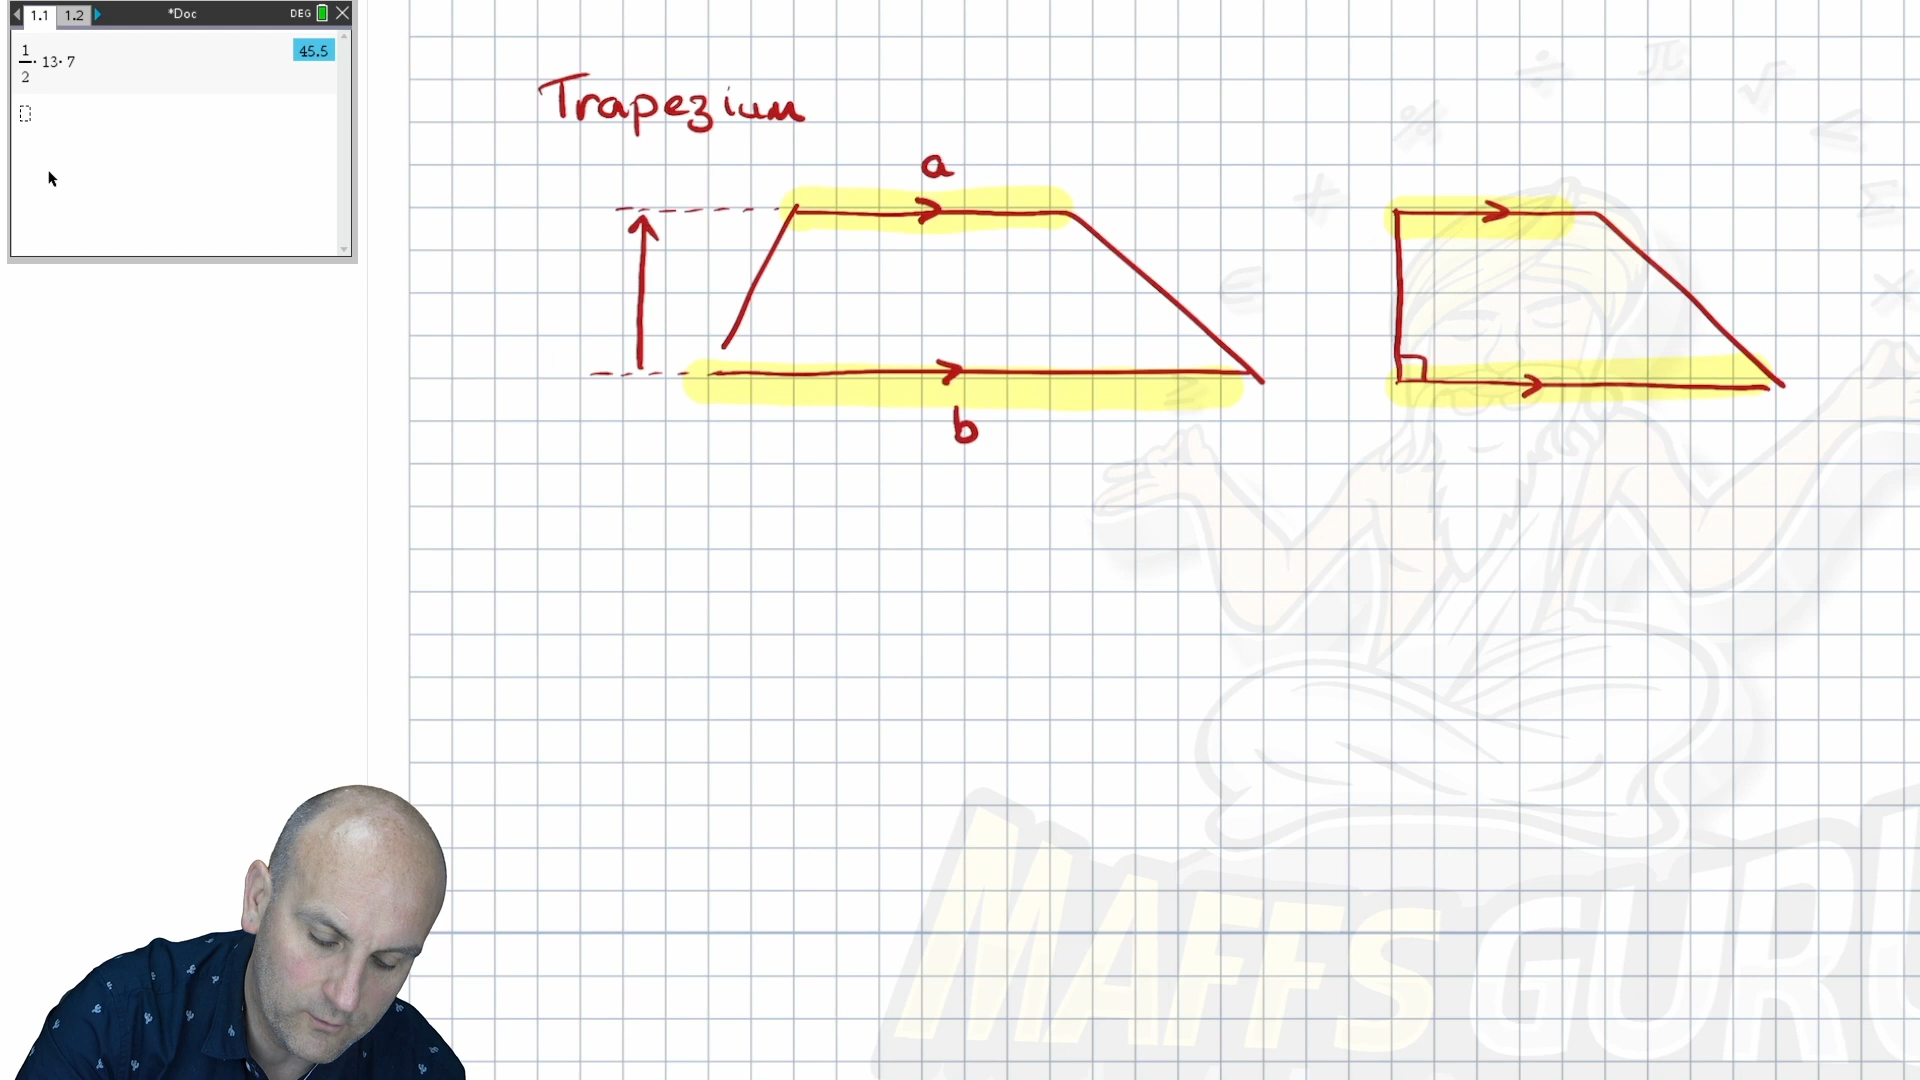 1.1 1.2 *Doc DEG
1/2 · 13 · 7 45.5
Trapezium
a
b
MAFFS GURU